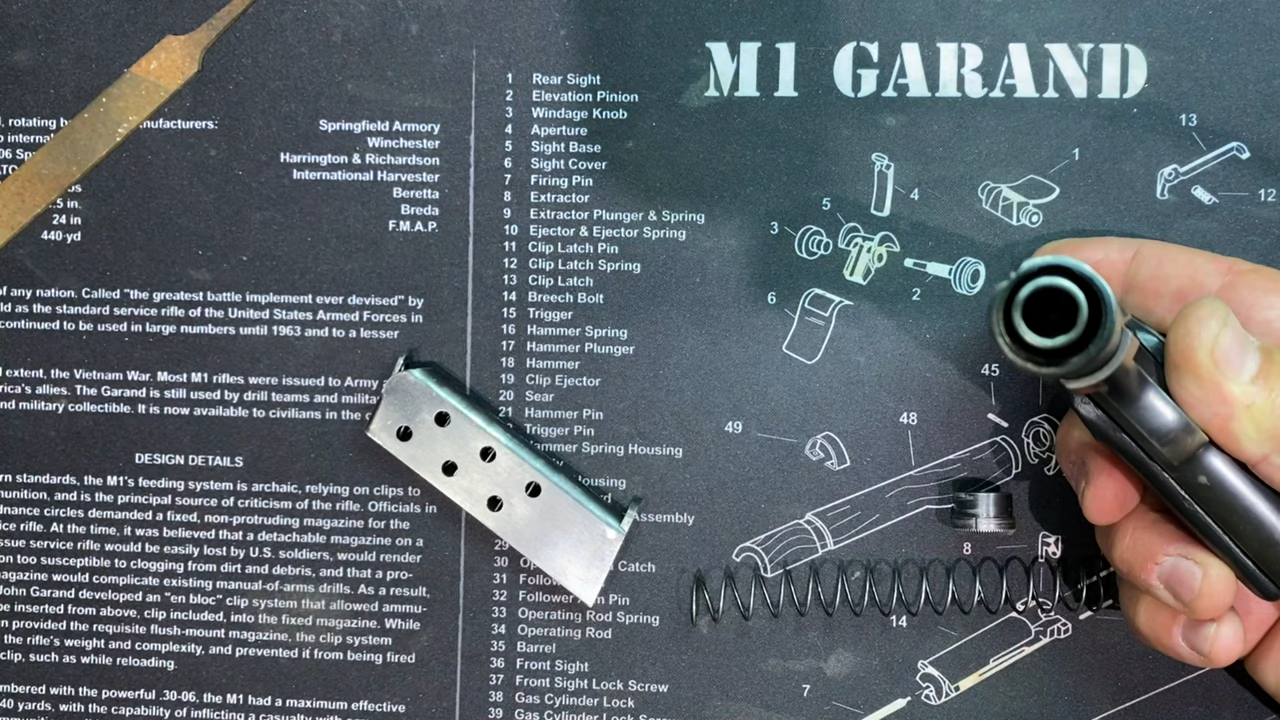 M1 GARAND
, rotating
nufacturers:
Springfield Armory
Winchester
Harrington & Richardson
International Harvester
Beretta
Breda
F.M.A.P.
interna
06
.5 in.
24 in
440 yd
of any nation. Called "the greatest battle implement ever devised" by
ld as the standard service rifle of the United States Armed Forces in
continued to be used in large numbers until 1963 and to a lesser
l extent, the Vietnam War. Most M1 rifles were issued to Army
rica's allies. The Garand is still used by drill teams and milita
nd military collectible. It is now available to civilians in the
DESIGN DETAILS
rn standards, the M1's feeding system is archaic, relying on clips to
munition, and is the principal source of criticism of the rifle. Officials in
dnance circles demanded a fixed, non-protruding magazine for the
ice rifle. At the time, it was believed that a detachable magazine on a
ssue service rifle would be easily lost by U.S. soldiers, would render
on too susceptible to clogging from dirt and debris, and that a pro-
agazine would complicate existing manual-of-arms drills. As a result,
John Garand developed an "en bloc" clip system that allowed ammu-
be inserted from above, clip included, into the fixed magazine. While
n provided the requisite flush-mount magazine, the clip system
the rifle's weight and complexity, and prevented it from being fired
clip, such as while reloading.
mbered with the powerful .30-06, the M1 had a maximum effective
40 yards, with the capability of inflicting a casualty with
1 Rear Sight
2 Elevation Pinion
3 Windage Knob
4 Aperture
5 Sight Base
6 Sight Cover
7 Firing Pin
8 Extractor
9 Extractor Plunger & Spring
10 Ejector & Ejector Spring
11 Clip Latch Pin
12 Clip Latch Spring
13 Clip Latch
14 Breech Bolt
15 Trigger
16 Hammer Spring
17 Hammer Plunger
18 Hammer
19 Clip Ejector
20 Sear
21 Hammer Pin
Trigger Pin
ammer Spring Housing
ousing
Assembly
29
30 Catch
31 Follow
32 Follower Pin
33 Operating Rod Spring
34 Operating Rod
35 Barrel
36 Front Sight
37 Front Sight Lock Screw
38 Gas Cylinder Lock
39 Gas Cylinder Lock
13
1
12
4
5
3
2
6
45
48
49
8
14
7